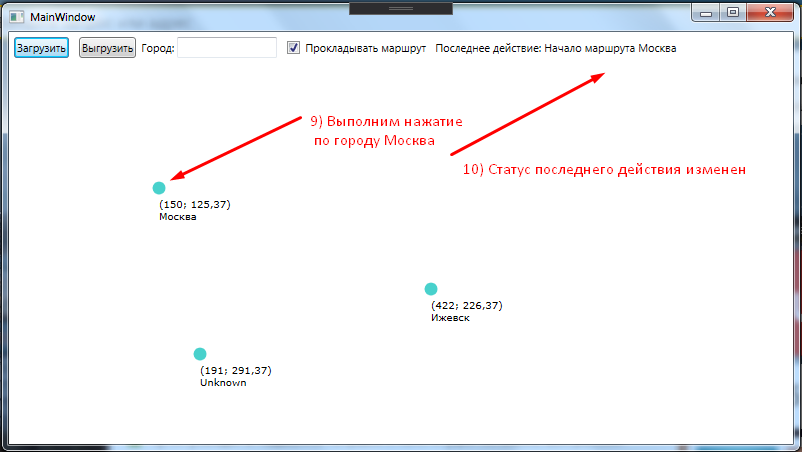 MainWindow
Загрузить Выгрузить Город: Прокладывать маршрут Последнее действие: Начало маршрута Москва
9) Выполним нажатие
по городу Москва
10) Статус последнего действия изменен
(150; 125,37)
Москва
(422; 226,37)
Ижевск
(191; 291,37)
Unknown